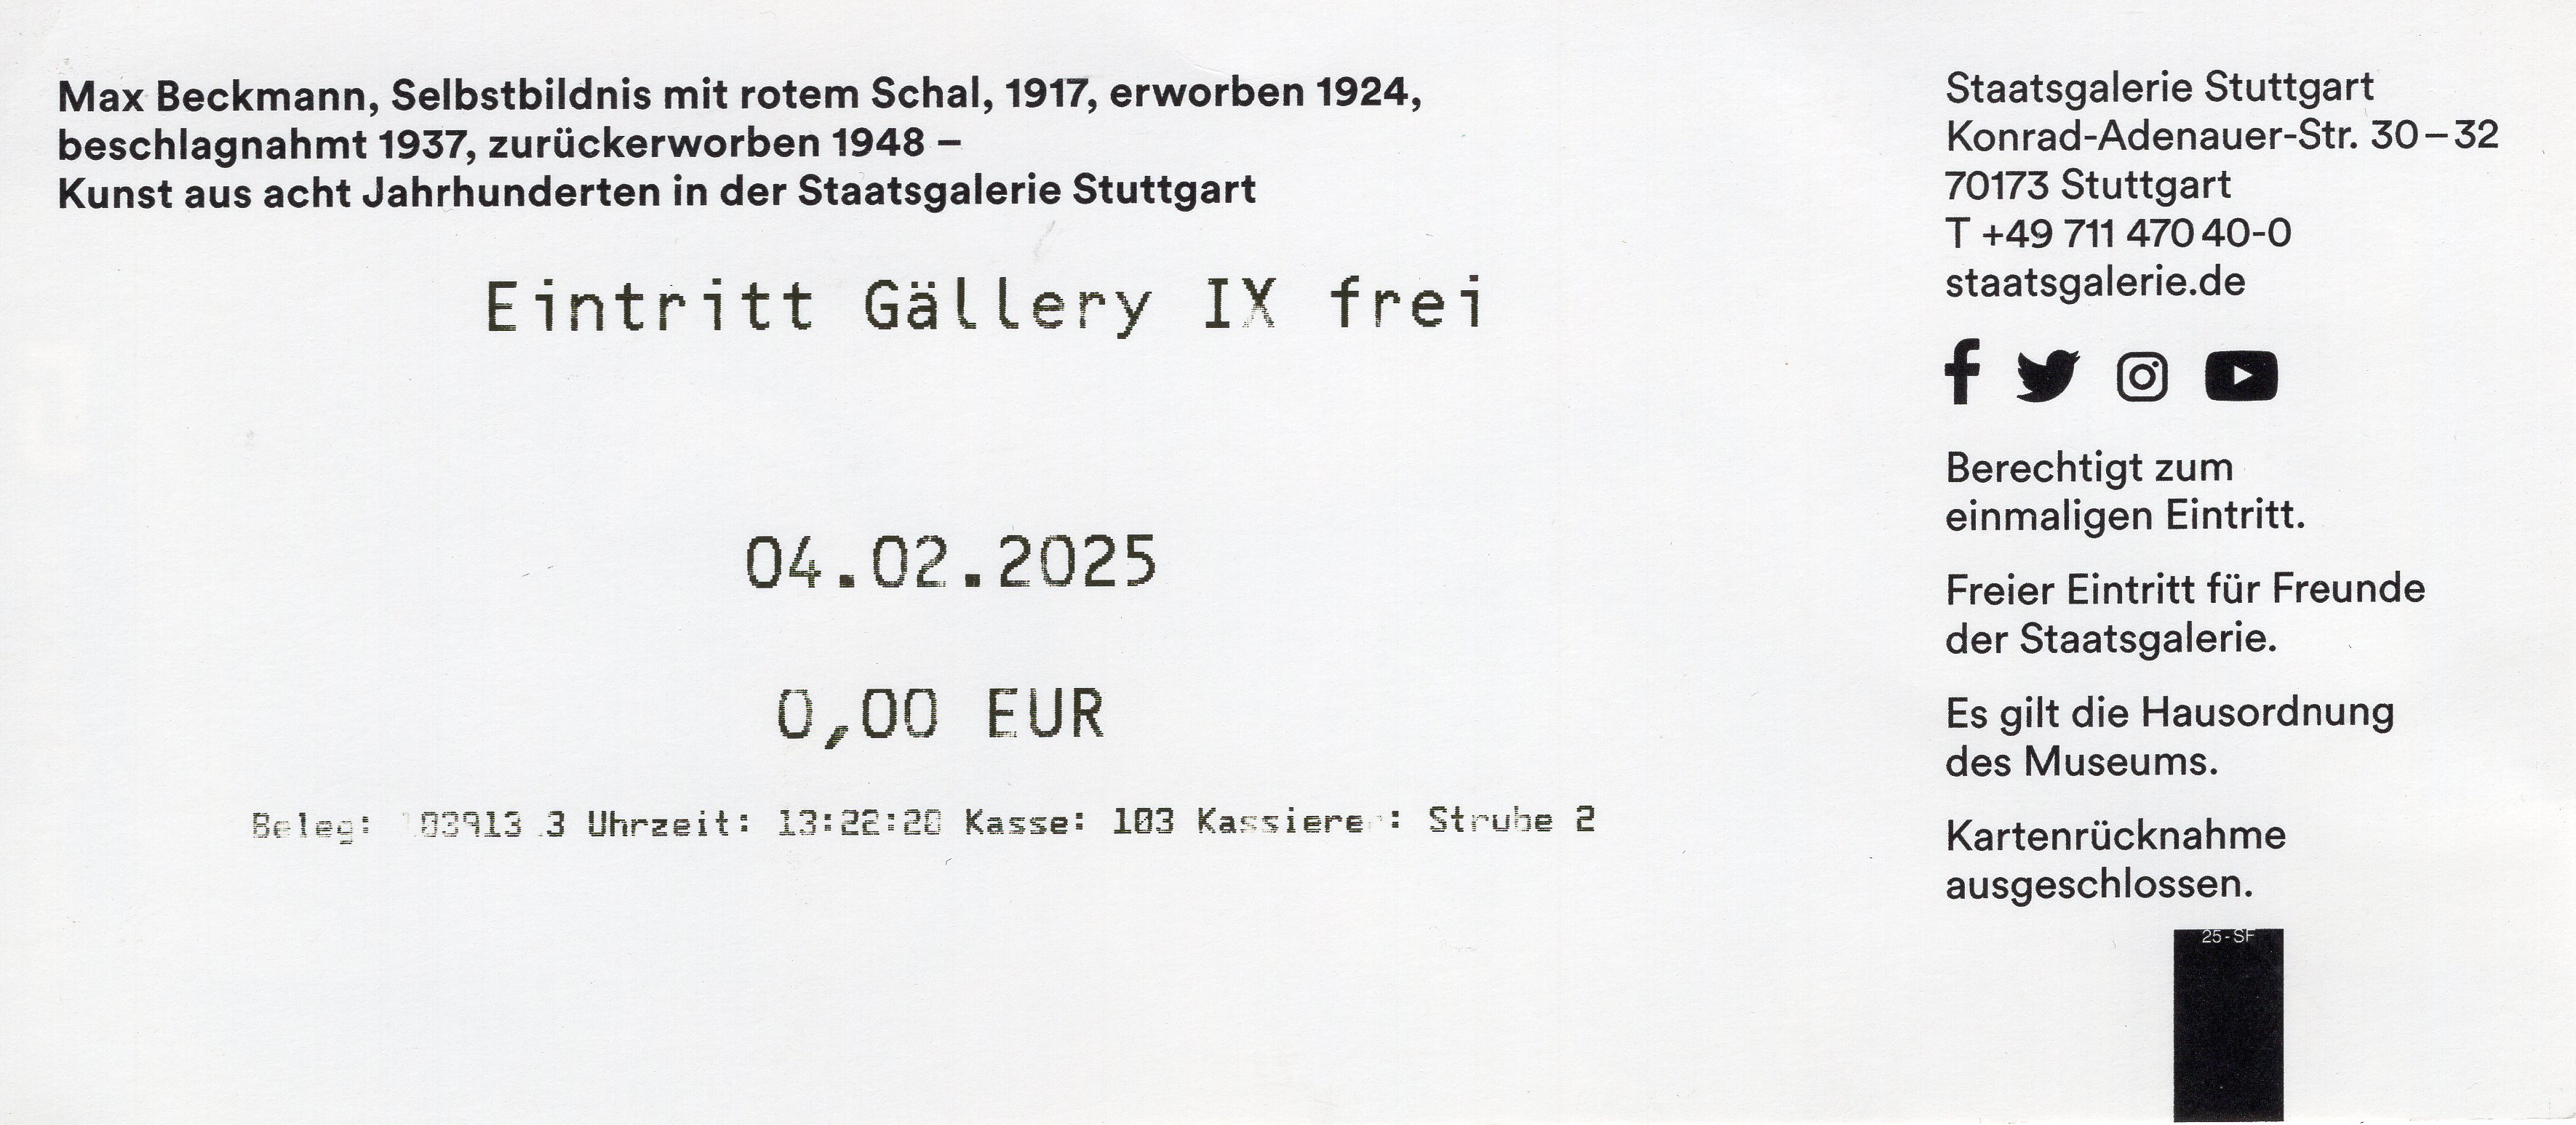 Max Beckmann, Selbstbildnis mit rotem Schal, 1917, erworben 1924,
beschlagnahmt 1937, zurückerworben 1948 –
Kunst aus acht Jahrhunderten in der Staatsgalerie Stuttgart
Eintritt Gällery IX frei
04.02.2025
0,00 EUR
Beleg: Uhrzeit: 13:22:20 Kasse: 103 Kassierer: Strube 2
Staatsgalerie Stuttgart
Konrad-Adenauer-Str. 30–32
70173 Stuttgart
T +49 711 470 40-0
staatsgalerie.de
Berechtigt zum
einmaligen Eintritt.
Freier Eintritt für Freunde
der Staatsgalerie.
Es gilt die Hausordnung
des Museums.
Kartenrücknahme
ausgeschlossen.
25-SF